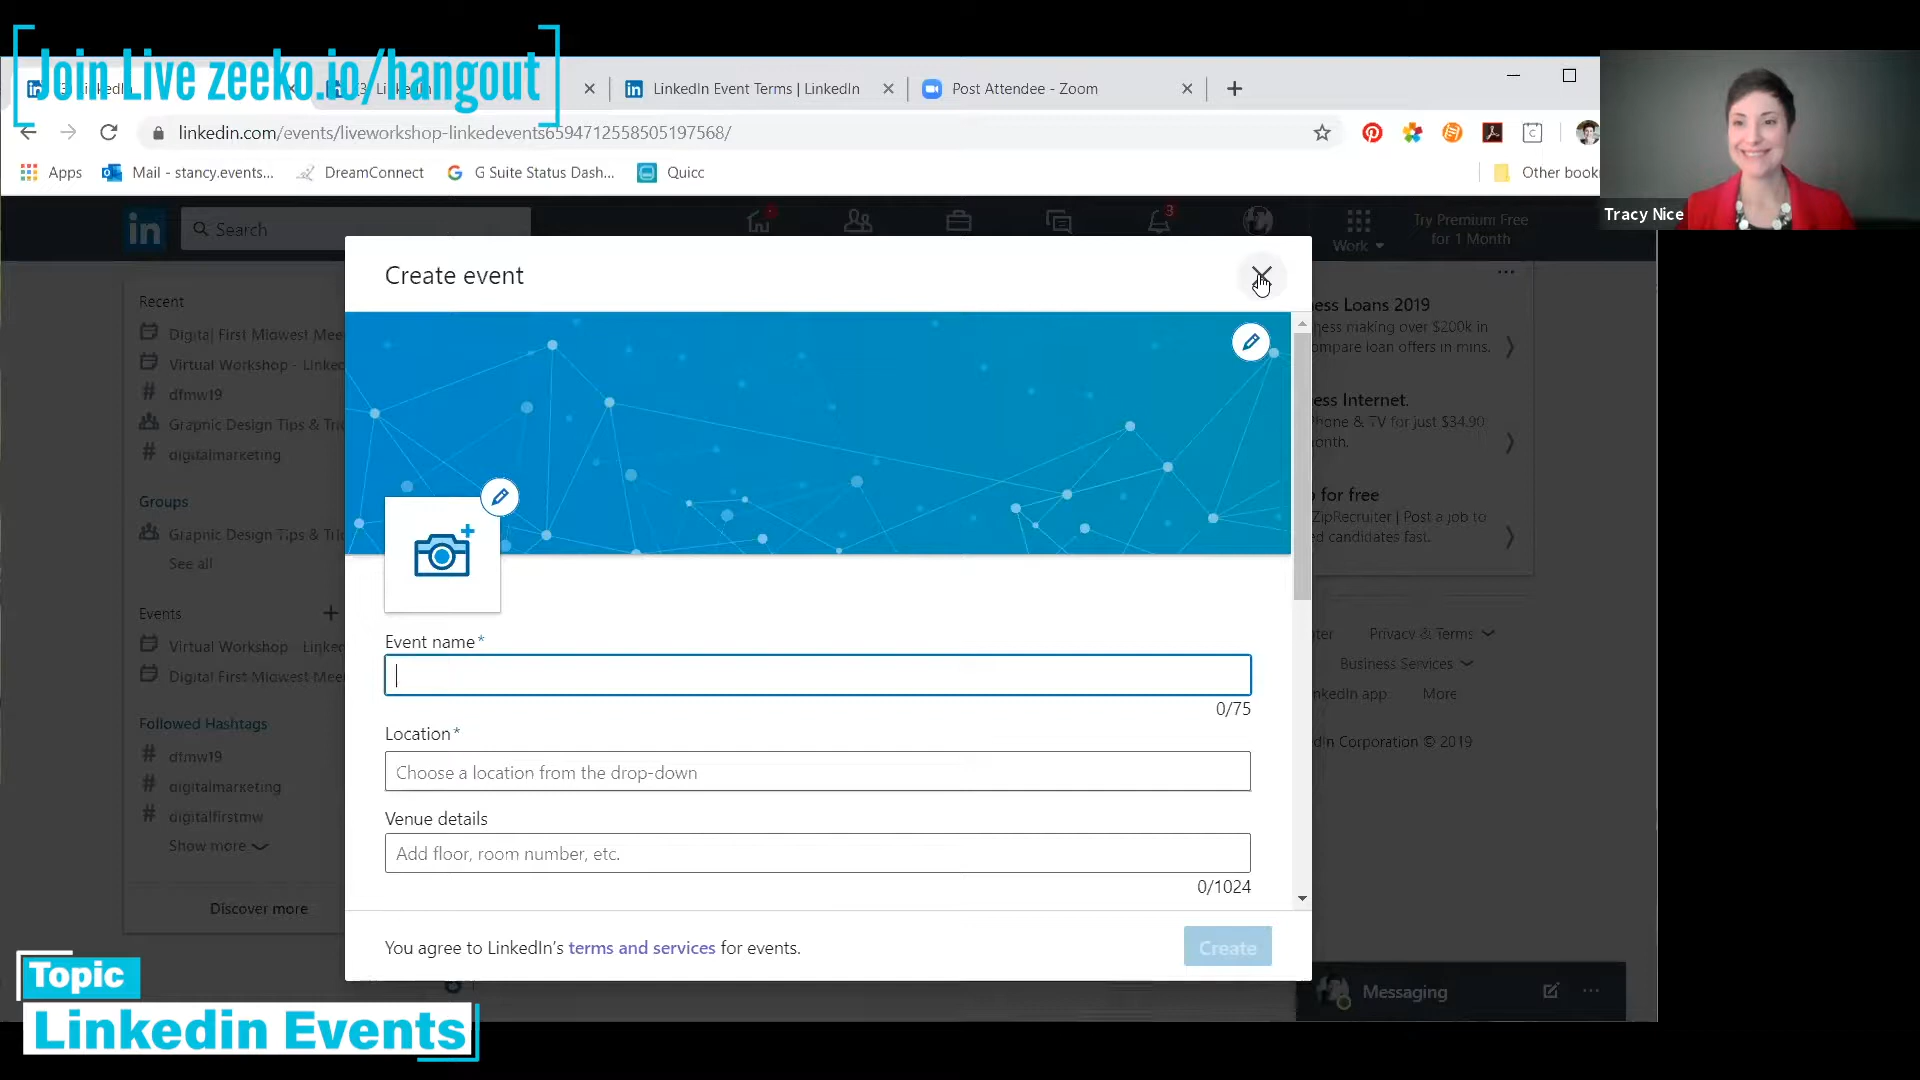 Join Live zeeko.io/hangout
LinkedIn Event Terms | LinkedIn
Post Attendee - Zoom
linkedin.com/events/liveworkshop-linkedevents6594712558505197568/
Apps
Mail - stancy.events...
DreamConnect
G Suite Status Dash...
Quicc
Other book
Tracy Nice
in
Search
3
Work
Try Premium Free
for 1 Month
Create event
Recent
Digital First Midwest Mee
Virtual Workshop - Linked
# dfmw19
Graphic Design Tips & Tri
# digitalmarketing
Groups
Graphic Design Tips & Tri
See all
Events
Virtual Workshop - Linked
Digital First Midwest Mee
Followed Hashtags
# dfmw19
# digitalmarketing
# digitalfirstmw
Show more
Discover more
Event name*
0/75
Location*
Choose a location from the drop-down
Venue details
Add floor, room number, etc.
0/1024
You agree to LinkedIn's terms and services for events.
Create
ess Loans 2019
ness making over $200k in
ompare loan offers in mins.
ess Internet.
hone & TV for just $34.90
onth.
for free
ZipRecruiter | Post a job to
ed candidates fast.
Privacy & Terms
Business Services
nkedIn app
More
dIn Corporation © 2019
Messaging
Topic
Linkedin Events